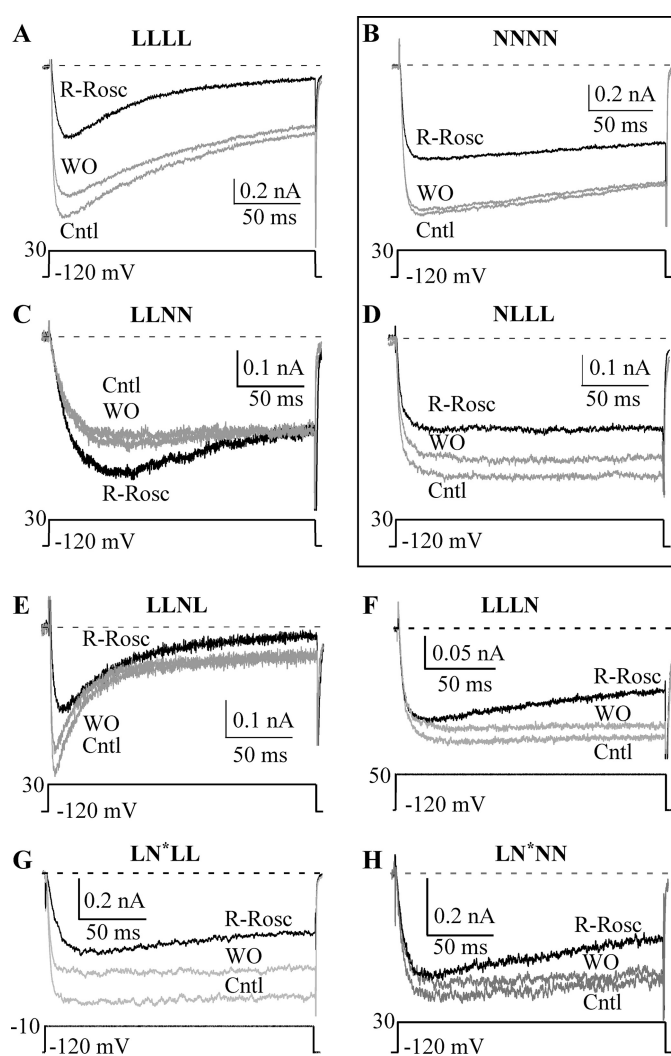 A LLLL
R-Rosc
WO
Cntl
0.2 nA
50 ms
30
-120 mV
B NNNN
0.2 nA
50 ms
R-Rosc
WO
Cntl
30
-120 mV
C LLNN
0.1 nA
50 ms
Cntl
WO
R-Rosc
30
-120 mV
D NLLL
0.1 nA
50 ms
R-Rosc
WO
Cntl
30
-120 mV
E LLNL
R-Rosc
WO
Cntl
0.1 nA
50 ms
30
-120 mV
F LLLN
0.05 nA
50 ms
R-Rosc
WO
Cntl
50
-120 mV
G LN*LL
0.2 nA
50 ms
R-Rosc
WO
Cntl
-10
-120 mV
H LN*NN
0.2 nA
50 ms
R-Rosc
WO
Cntl
30
-120 mV